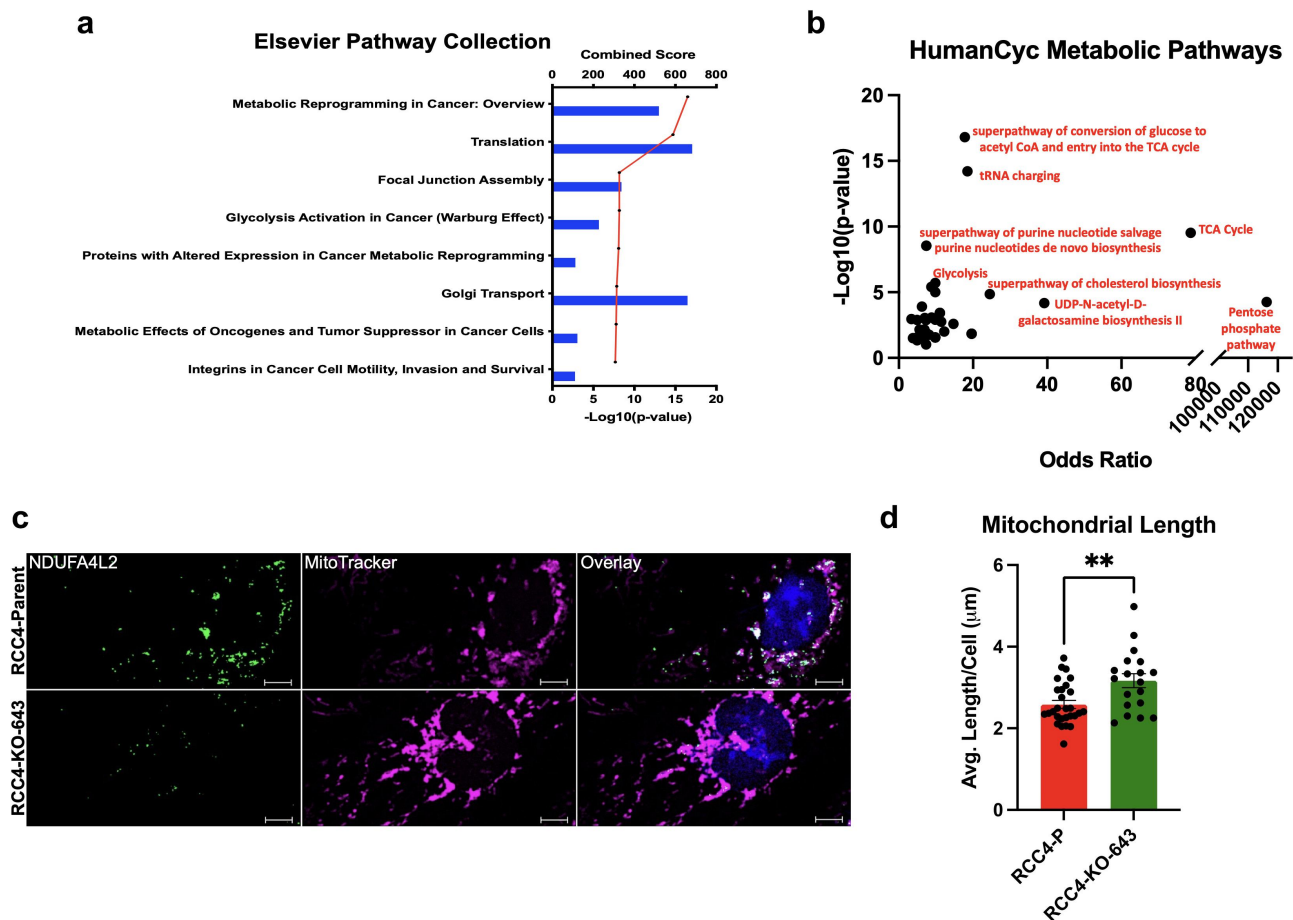 a
Elsevier Pathway Collection
Combined Score
0 200 400 600 800
Metabolic Reprogramming in Cancer: Overview
Translation
Focal Junction Assembly
Glycolysis Activation in Cancer (Warburg Effect)
Proteins with Altered Expression in Cancer Metabolic Reprogramming
Golgi Transport
Metabolic Effects of Oncogenes and Tumor Suppressor in Cancer Cells
Integrins in Cancer Cell Motility, Invasion and Survival
0 5 10 15 20
-Log10(p-value)
b
HumanCyc Metabolic Pathways
-Log10(p-value)
20
15
10
5
0
superpathway of conversion of glucose to
acetyl CoA and entry into the TCA cycle
tRNA charging
superpathway of purine nucleotide salvage
purine nucleotides de novo biosynthesis
TCA Cycle
Glycolysis
superpathway of cholesterol biosynthesis
UDP-N-acetyl-D-
galactosamine biosynthesis II
Pentose
phosphate
pathway
0 20 40 60 80
100000 110000 120000
Odds Ratio
c
NDUFA4L2 MitoTracker Overlay
RCC4-Parent
RCC4-KO-643
d
Mitochondrial Length
**
Avg. Length/Cell (μm)
6
4
2
0
RCC4-P
RCC4-KO-643